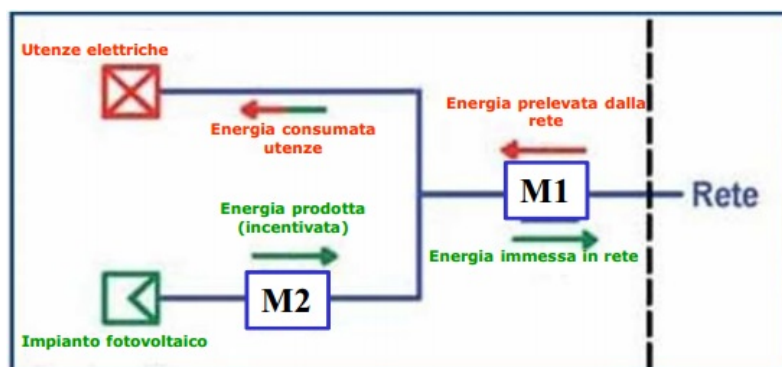 Utenze elettriche
Energia prelevata dalla
rete
Energia consumata
utenze
M1
Rete
Energia prodotta
(incentivata)
Energia immessa in rete
M2
Impianto fotovoltaico